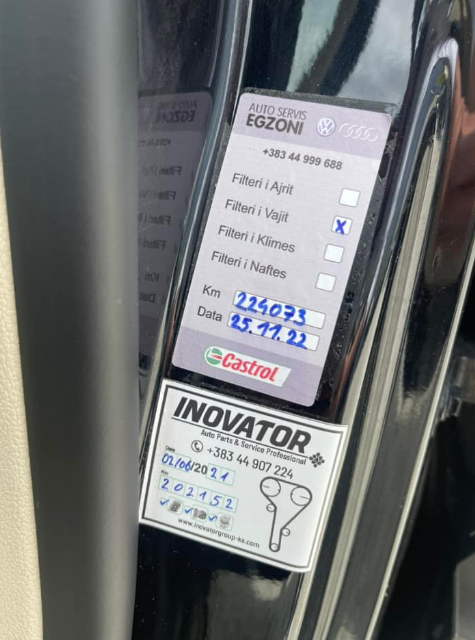 AUTO SERVIS
EGZONI
+383 44 999 688
Filteri i Ajrit
Filteri i Vajit X
Filteri i Klimes
Filteri i Naftes
Km 224073
Data 25.11.22
Castrol
INOVATOR
Auto Parts & Service Professional
+383 44 907 224
Date
02/06/2021
Km
202152
www.inovatorgroup-ks.com